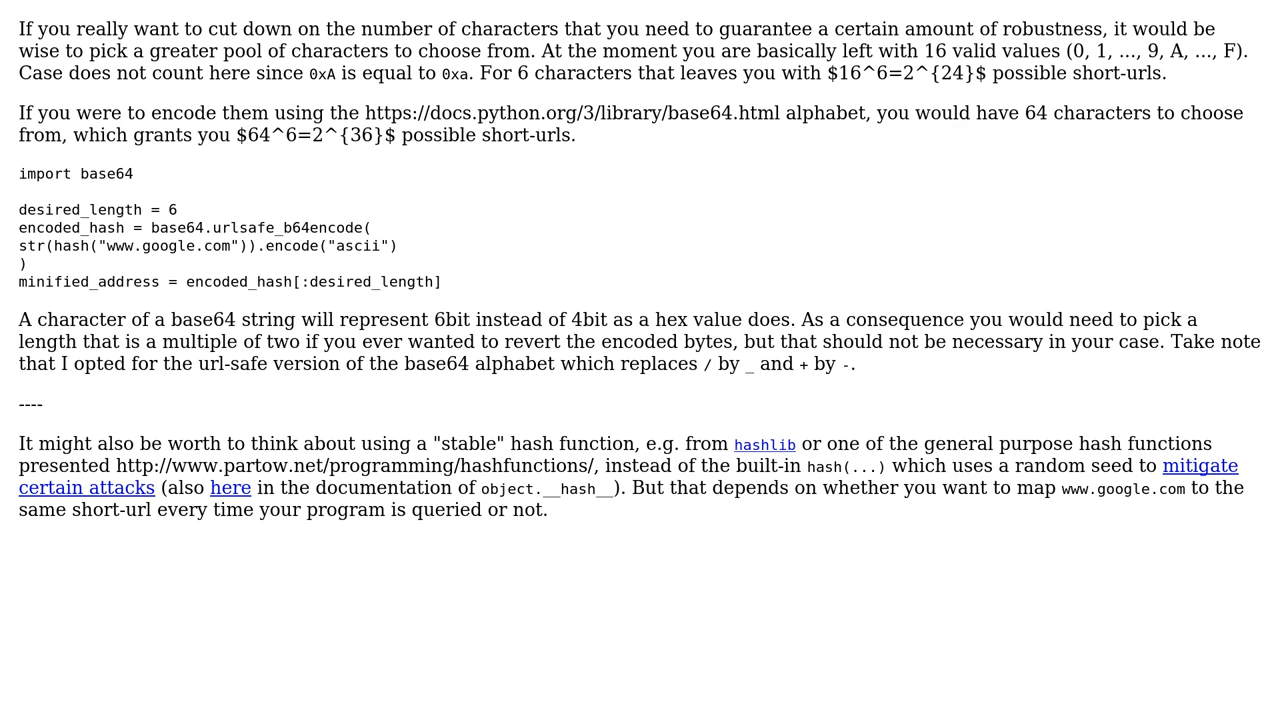 If you really want to cut down on the number of characters that you need to guarantee a certain amount of robustness, it would be
wise to pick a greater pool of characters to choose from. At the moment you are basically left with 16 valid values (0, 1, ..., 9, A, ..., F).
Case does not count here since 0xA is equal to 0xa. For 6 characters that leaves you with $16^6=2^{24}$ possible short-urls.
If you were to encode them using the https://docs.python.org/3/library/base64.html alphabet, you would have 64 characters to choose
from, which grants you $64^6=2^{36}$ possible short-urls.
import base64
desired_length = 6
encoded_hash = base64.urlsafe_b64encode(
str(hash("www.google.com")).encode("ascii")
)
minified_address = encoded_hash[:desired_length]
A character of a base64 string will represent 6bit instead of 4bit as a hex value does. As a consequence you would need to pick a
length that is a multiple of two if you ever wanted to revert the encoded bytes, but that should not be necessary in your case. Take note
that I opted for the url-safe version of the base64 alphabet which replaces / by _ and + by -.
----
It might also be worth to think about using a "stable" hash function, e.g. from hashlib or one of the general purpose hash functions
presented http://www.partow.net/programming/hashfunctions/, instead of the built-in hash(...) which uses a random seed to mitigate
certain attacks (also here in the documentation of object.__hash__). But that depends on whether you want to map www.google.com to the
same short-url every time your program is queried or not.